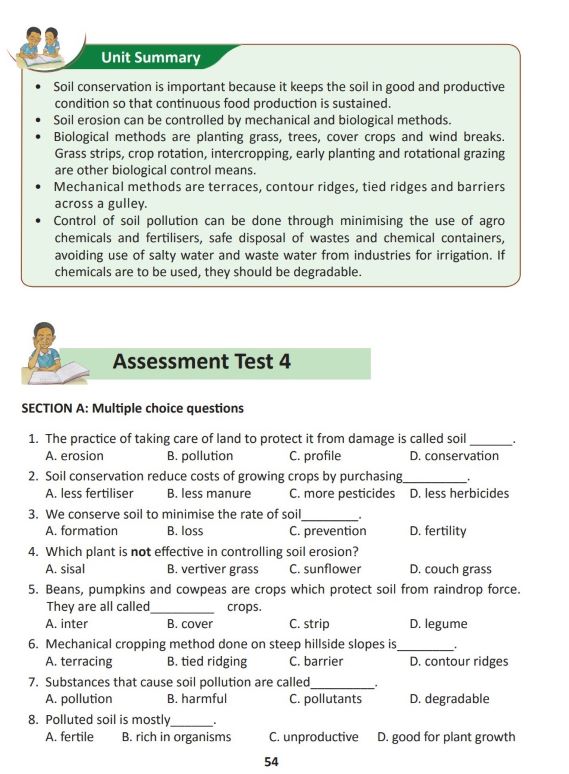 Unit Summary
• Soil conservation is important because it keeps the soil in good and productive
condition so that continuous food production is sustained.
• Soil erosion can be controlled by mechanical and biological methods.
• Biological methods are planting grass, trees, cover crops and wind breaks.
Grass strips, crop rotation, intercropping, early planting and rotational grazing
are other biological control means.
• Mechanical methods are terraces, contour ridges, tied ridges and barriers
across a gulley.
• Control of soil pollution can be done through minimising the use of agro
chemicals and fertilisers, safe disposal of wastes and chemical containers,
avoiding use of salty water and waste water from industries for irrigation. If
chemicals are to be used, they should be degradable.
Assessment Test 4
SECTION A: Multiple choice questions
1. The practice of taking care of land to protect it from damage is called soil ______.
A. erosion B. pollution C. profile D. conservation
2. Soil conservation reduce costs of growing crops by purchasing_________.
A. less fertiliser B. less manure C. more pesticides D. less herbicides
3. We conserve soil to minimise the rate of soil________.
A. formation B. loss C. prevention D. fertility
4. Which plant is not effective in controlling soil erosion?
A. sisal B. vertiver grass C. sunflower D. couch grass
5. Beans, pumpkins and cowpeas are crops which protect soil from raindrop force.
They are all called_________ crops.
A. inter B. cover C. strip D. legume
6. Mechanical cropping method done on steep hillside slopes is________.
A. terracing B. tied ridging C. barrier D. contour ridges
7. Substances that cause soil pollution are called_________.
A. pollution B. harmful C. pollutants D. degradable
8. Polluted soil is mostly______.
A. fertile B. rich in organisms C. unproductive D. good for plant growth
54